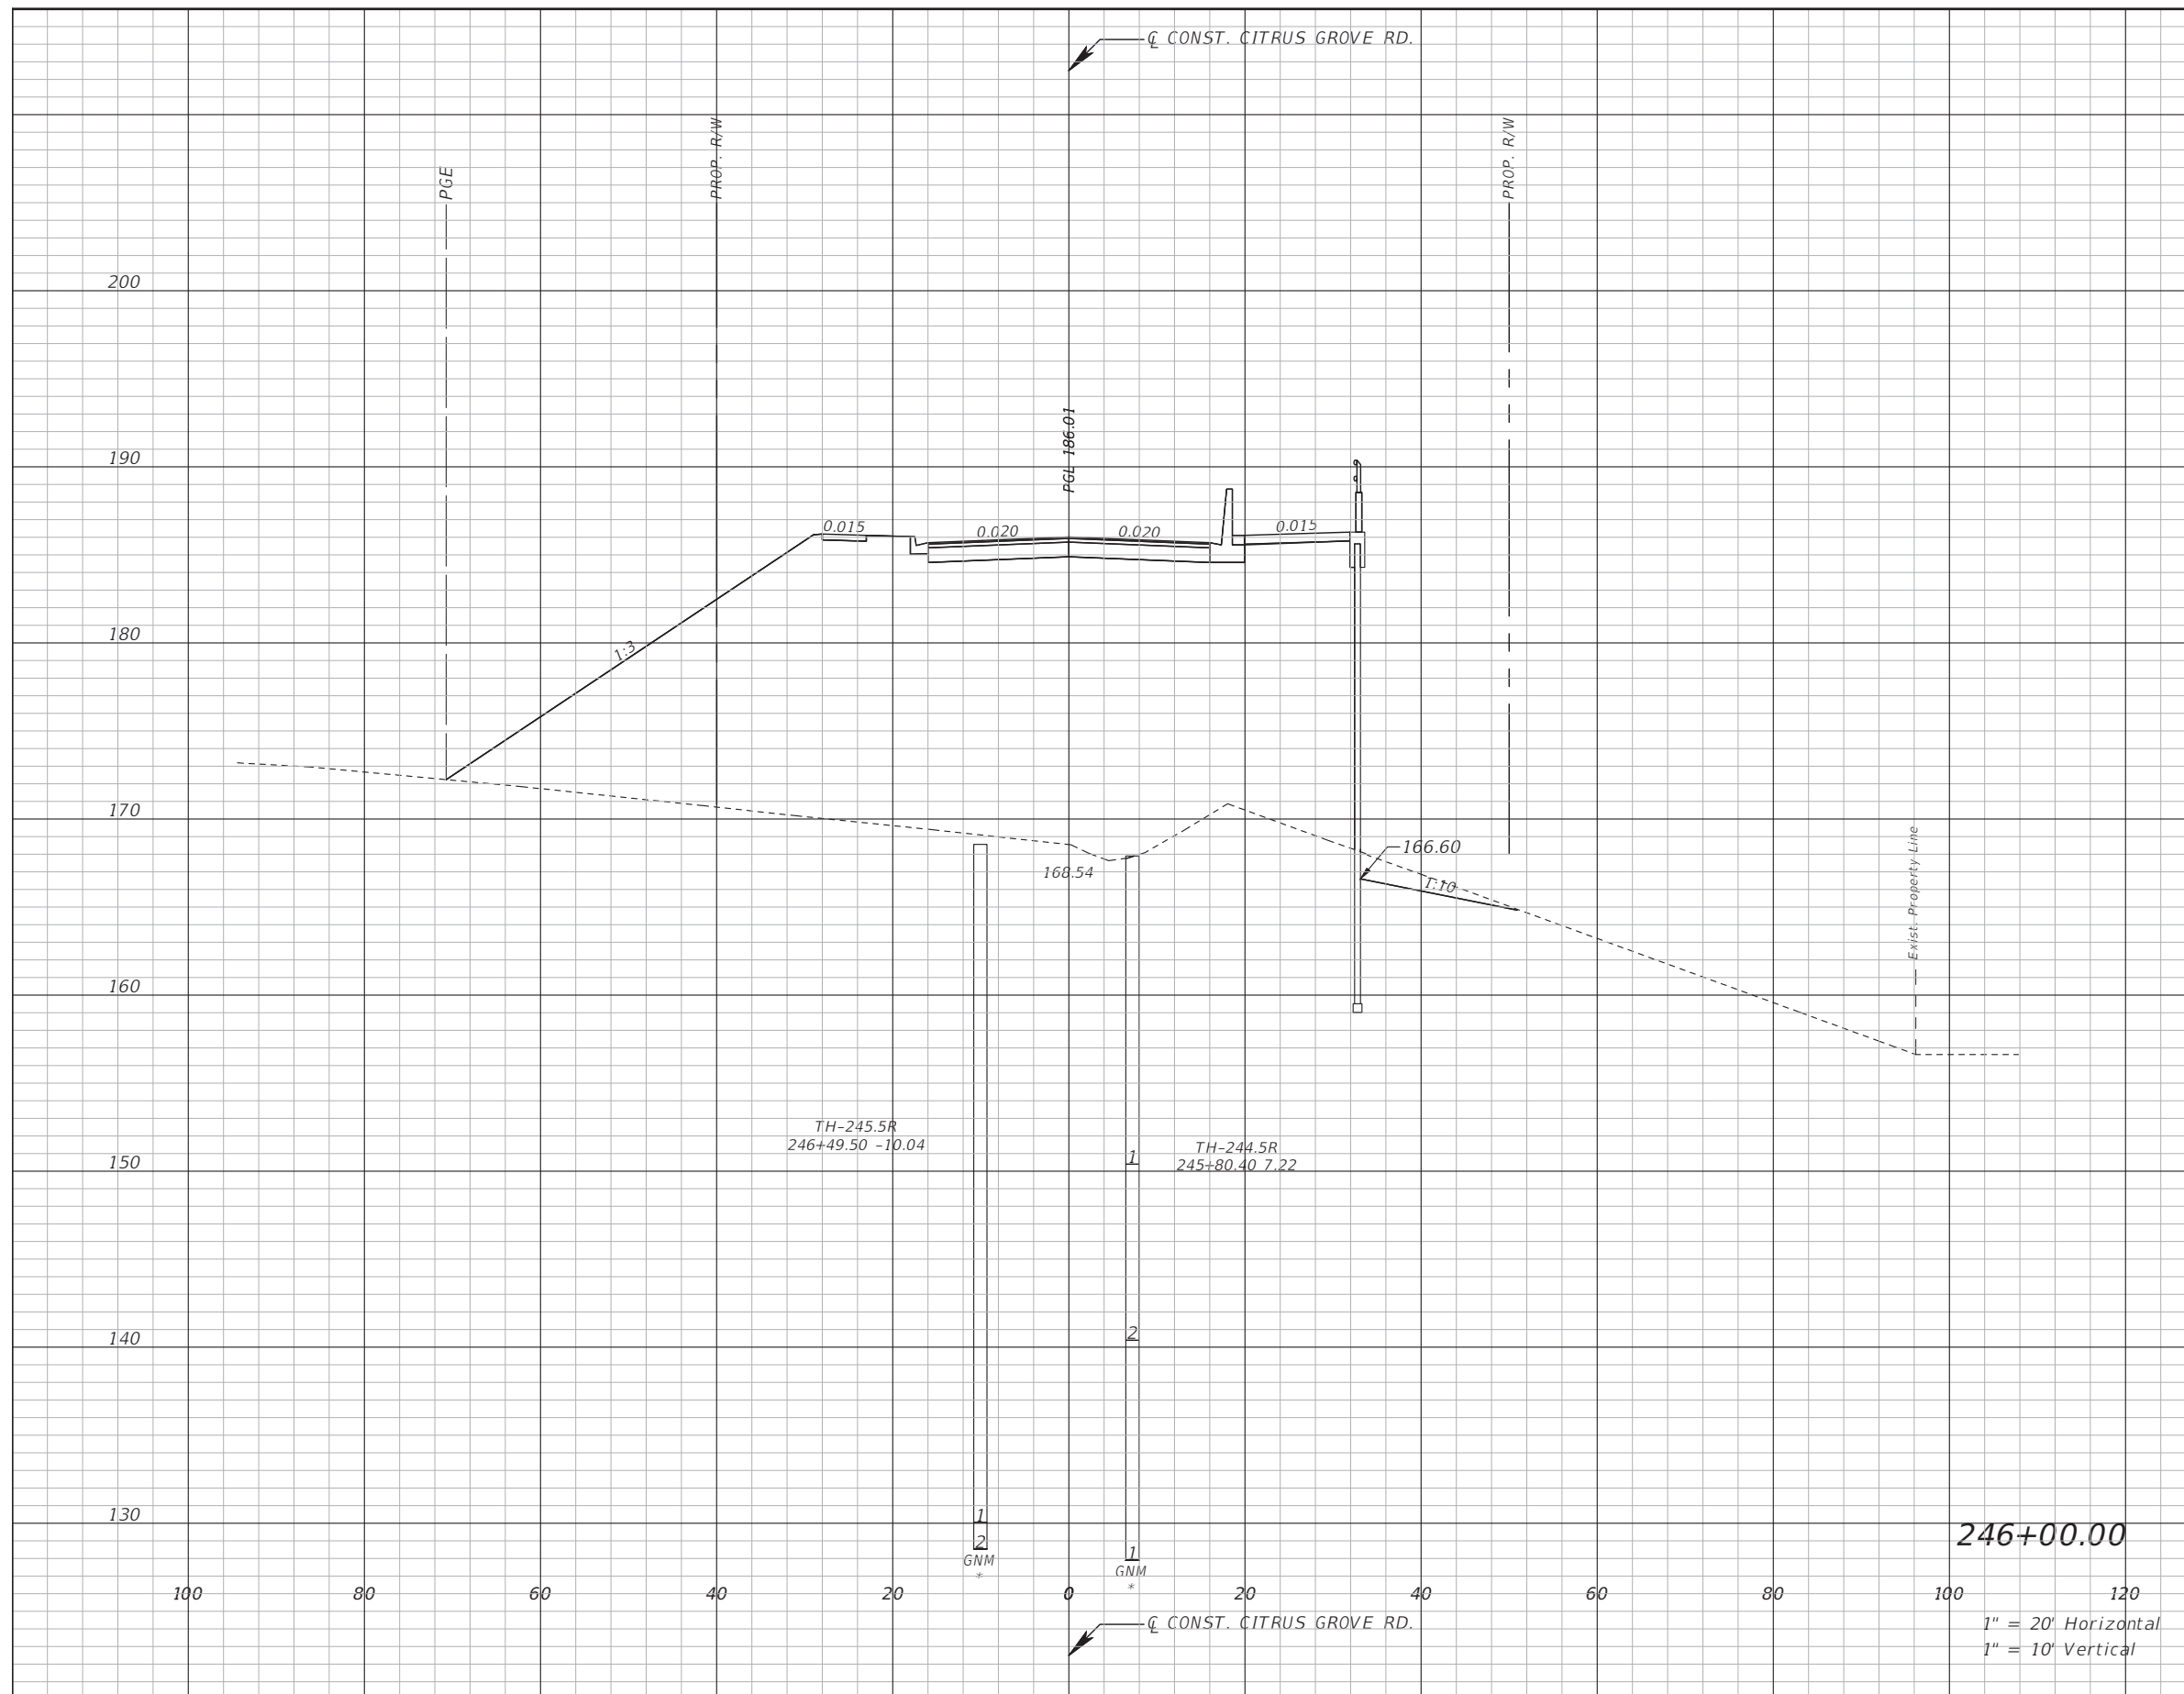 ℄ CONST. CITRUS GROVE RD.
PGE
PROP. R/W
PROP. R/W
200
190
180
170
160
150
140
130
PGL 186.01
0.015
0.020
0.020
0.015
1:3
168.54
166.60
1:10
Exist. Property Line
TH-245.5R
246+49.50 -10.04
TH-244.5R
245+80.40 7.22
1
2
1
2
1
GNM
*
GNM
*
246+00.00
100 80 60 40 20 0 20 40 60 80 100 120
℄ CONST. CITRUS GROVE RD.
1" = 20' Horizontal
1" = 10' Vertical